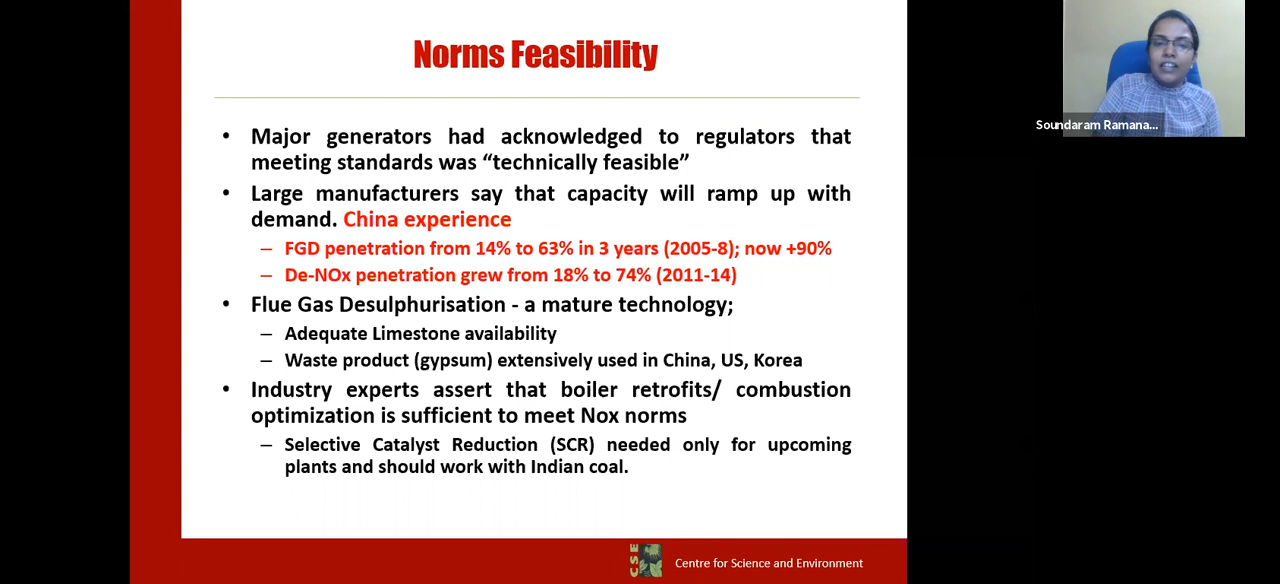 Norms Feasibility
• Major generators had acknowledged to regulators that
meeting standards was “technically feasible”
• Large manufacturers say that capacity will ramp up with
demand. China experience
– FGD penetration from 14% to 63% in 3 years (2005-8); now +90%
– De-NOx penetration grew from 18% to 74% (2011-14)
• Flue Gas Desulphurisation - a mature technology;
– Adequate Limestone availability
– Waste product (gypsum) extensively used in China, US, Korea
• Industry experts assert that boiler retrofits/ combustion
optimization is sufficient to meet Nox norms
– Selective Catalyst Reduction (SCR) needed only for upcoming
plants and should work with Indian coal.
CSE
Centre for Science and Environment
Soundaram Ramana...